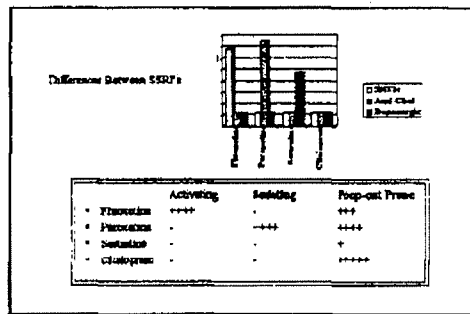 Differences Between SSRI's
Fluoxetine
Paroxetine
Sertraline
Citalopram
Activating Sedating Poop-out Prone
• Fluoxetine ++++ - +++
• Paroxetine - ++++ ++++
• Sertraline - - +
• Citalopram - - +++++